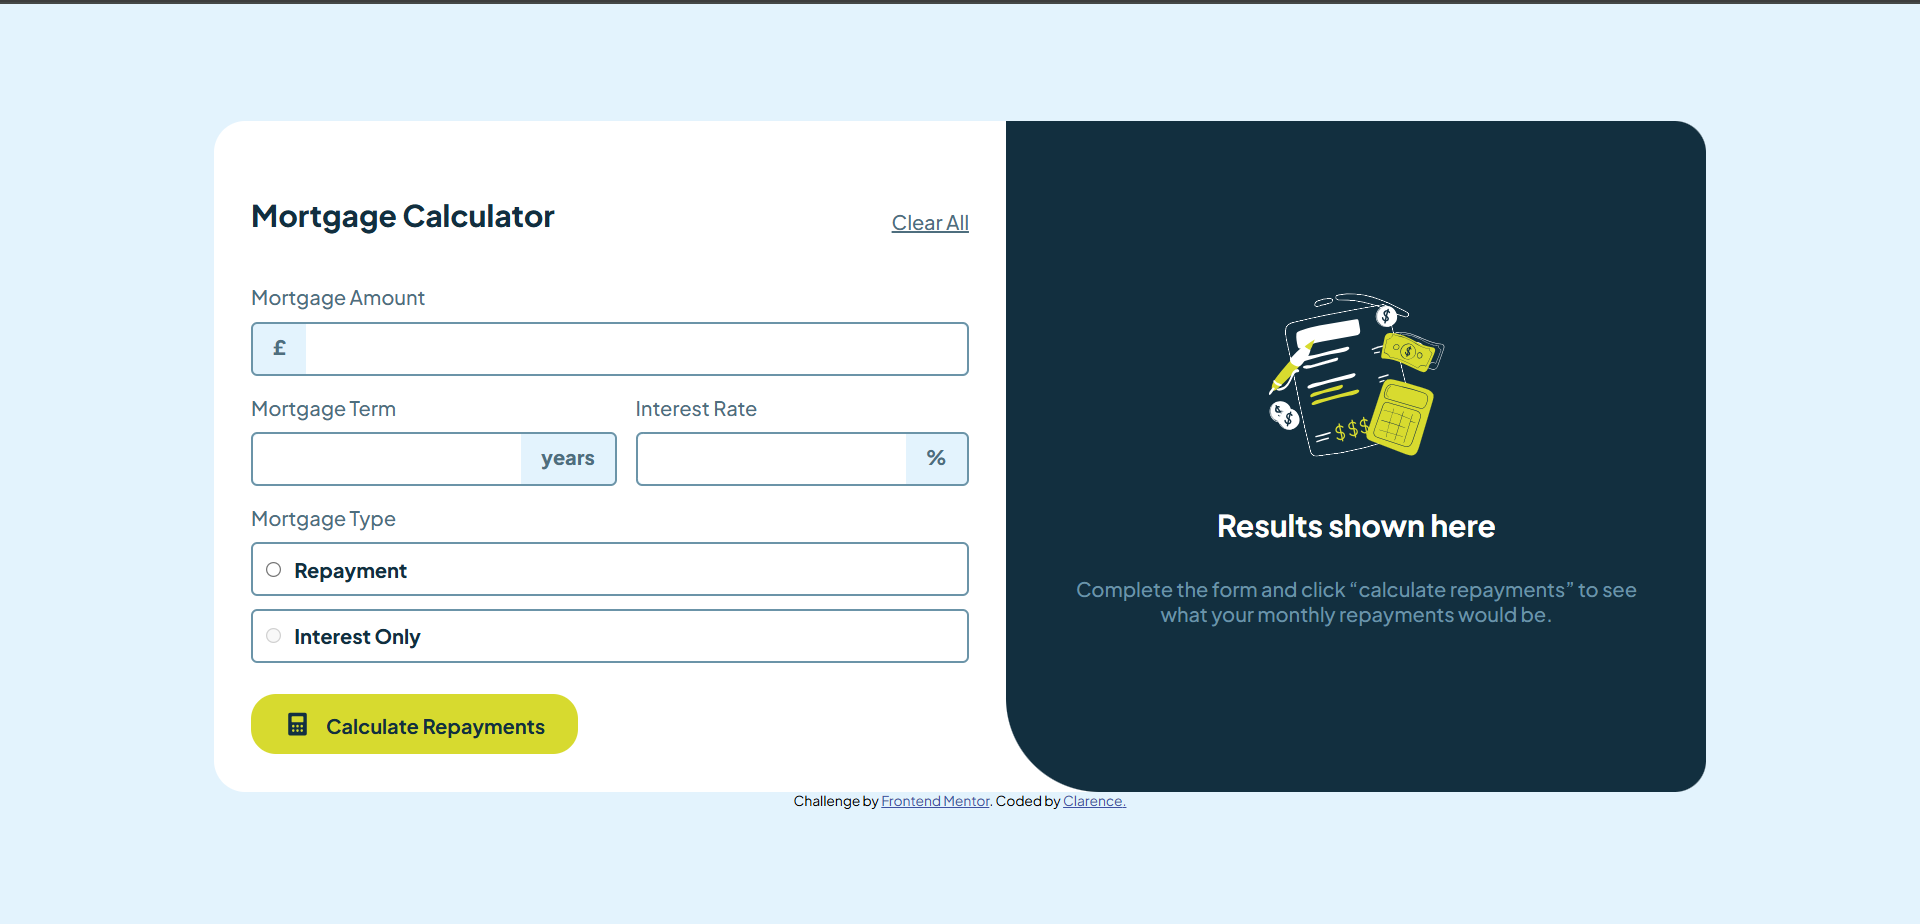 Mortgage Calculator
Clear All
Mortgage Amount
£
Mortgage Term
Interest Rate
years
%
Mortgage Type
Repayment
Interest Only
Calculate Repayments
$
$
$
$
$$$
Results shown here
Complete the form and click “calculate repayments” to see
what your monthly repayments would be.
Challenge by Frontend Mentor. Coded by Clarence.